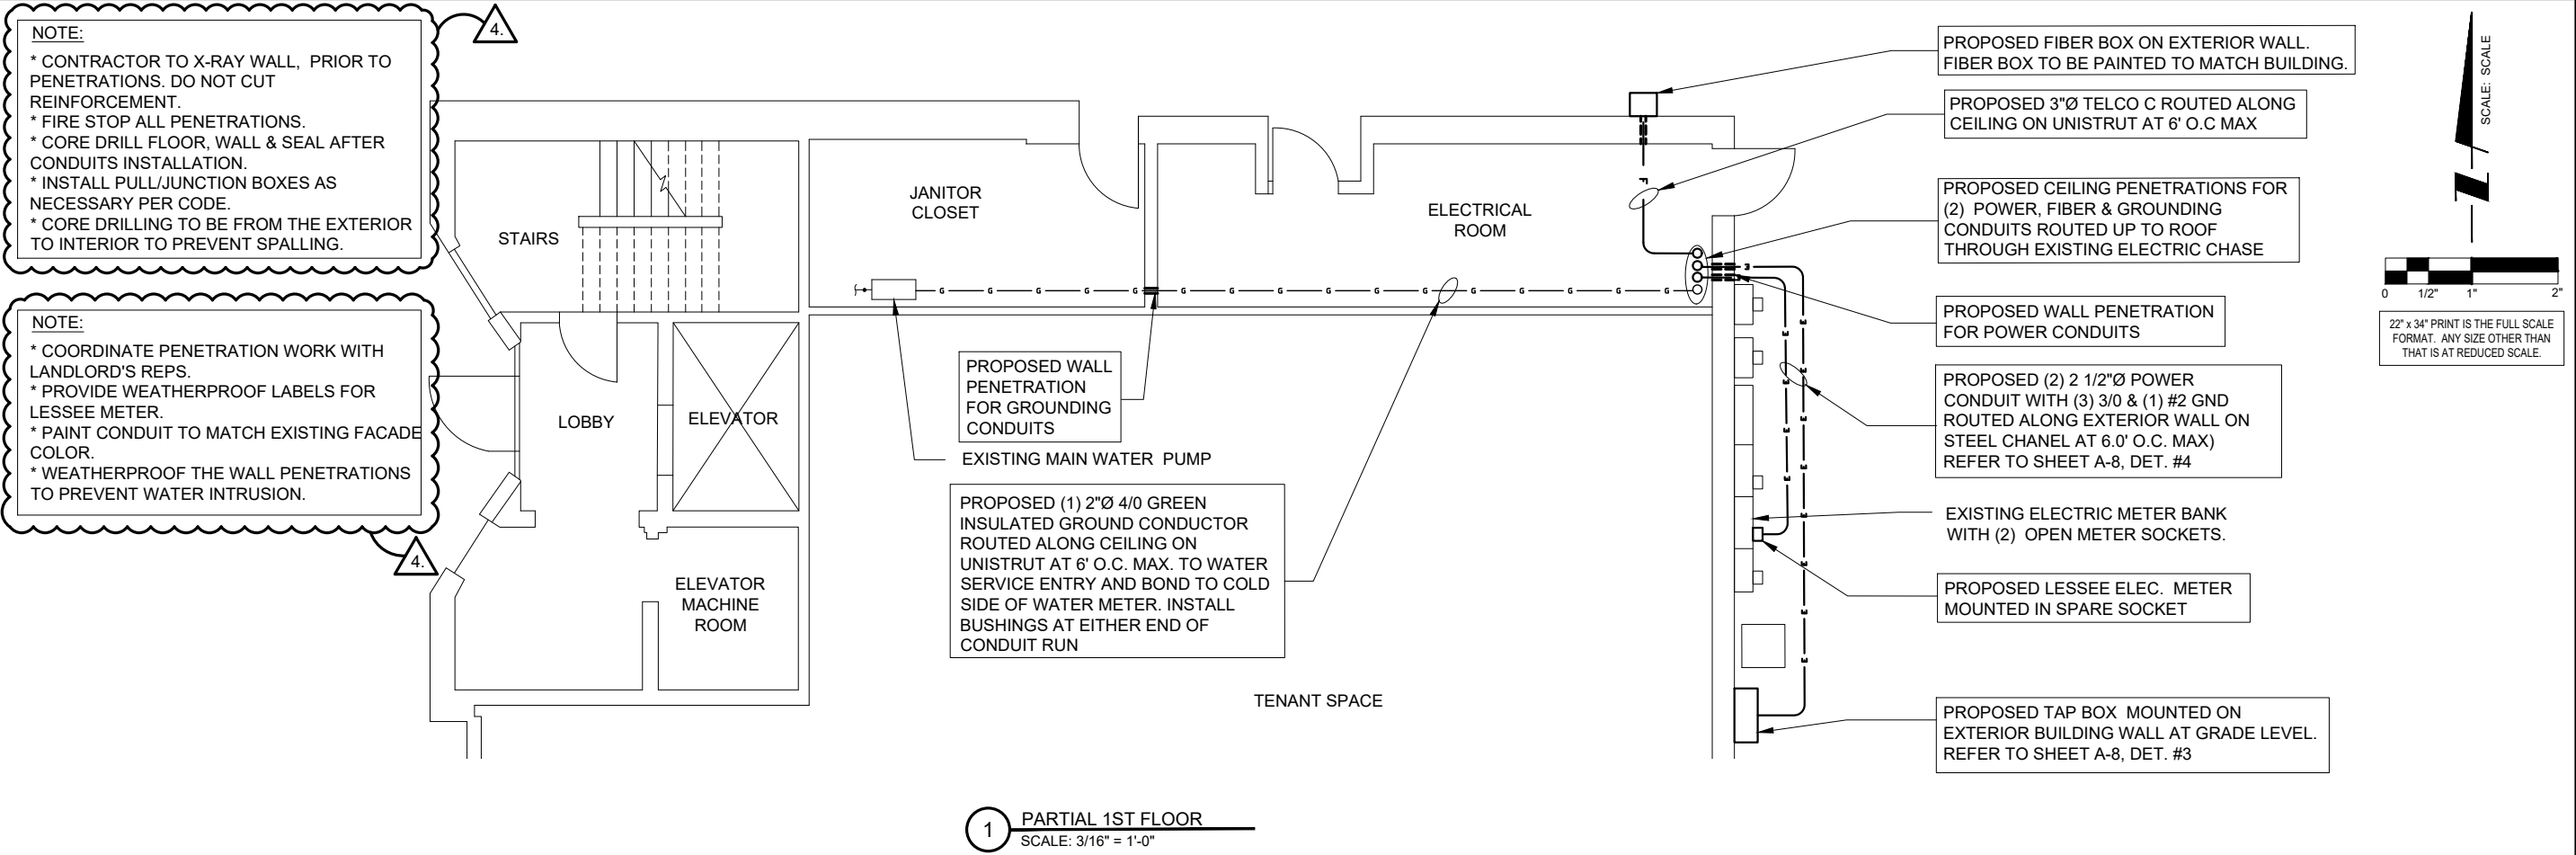 NOTE:
* CONTRACTOR TO X-RAY WALL, PRIOR TO
PENETRATIONS. DO NOT CUT
REINFORCEMENT.
* FIRE STOP ALL PENETRATIONS.
* CORE DRILL FLOOR, WALL & SEAL AFTER
CONDUITS INSTALLATION.
* INSTALL PULL/JUNCTION BOXES AS
NECESSARY PER CODE.
* CORE DRILLING TO BE FROM THE EXTERIOR
TO INTERIOR TO PREVENT SPALLING.
4.
NOTE:
* COORDINATE PENETRATION WORK WITH
LANDLORD'S REPS.
* PROVIDE WEATHERPROOF LABELS FOR
LESSEE METER.
* PAINT CONDUIT TO MATCH EXISTING FACADE
COLOR.
* WEATHERPROOF THE WALL PENETRATIONS
TO PREVENT WATER INTRUSION.
4.
STAIRS
LOBBY
ELEVATOR
ELEVATOR
MACHINE
ROOM
JANITOR
CLOSET
ELECTRICAL
ROOM
F
G G G G G G G G G G G G G G G G
E
E E E E E E E E E
PROPOSED WALL
PENETRATION
FOR GROUNDING
CONDUITS
EXISTING MAIN WATER PUMP
PROPOSED (1) 2"Ø 4/0 GREEN
INSULATED GROUND CONDUCTOR
ROUTED ALONG CEILING ON
UNISTRUT AT 6' O.C. MAX. TO WATER
SERVICE ENTRY AND BOND TO COLD
SIDE OF WATER METER. INSTALL
BUSHINGS AT EITHER END OF
CONDUIT RUN
TENANT SPACE
PROPOSED FIBER BOX ON EXTERIOR WALL.
FIBER BOX TO BE PAINTED TO MATCH BUILDING.
PROPOSED 3"Ø TELCO C ROUTED ALONG
CEILING ON UNISTRUT AT 6' O.C MAX
PROPOSED CEILING PENETRATIONS FOR
(2) POWER, FIBER & GROUNDING
CONDUITS ROUTED UP TO ROOF
THROUGH EXISTING ELECTRIC CHASE
PROPOSED WALL PENETRATION
FOR POWER CONDUITS
PROPOSED (2) 2 1/2"Ø POWER
CONDUIT WITH (3) 3/0 & (1) #2 GND
ROUTED ALONG EXTERIOR WALL ON
STEEL CHANEL AT 6.0' O.C. MAX)
REFER TO SHEET A-8, DET. #4
EXISTING ELECTRIC METER BANK
WITH (2) OPEN METER SOCKETS.
PROPOSED LESSEE ELEC. METER
MOUNTED IN SPARE SOCKET
PROPOSED TAP BOX MOUNTED ON
EXTERIOR BUILDING WALL AT GRADE LEVEL.
REFER TO SHEET A-8, DET. #3
SCALE: SCALE
N
0 1/2" 1" 2"
22" x 34" PRINT IS THE FULL SCALE
FORMAT. ANY SIZE OTHER THAN
THAT IS AT REDUCED SCALE.
1
PARTIAL 1ST FLOOR
SCALE: 3/16" = 1'-0"